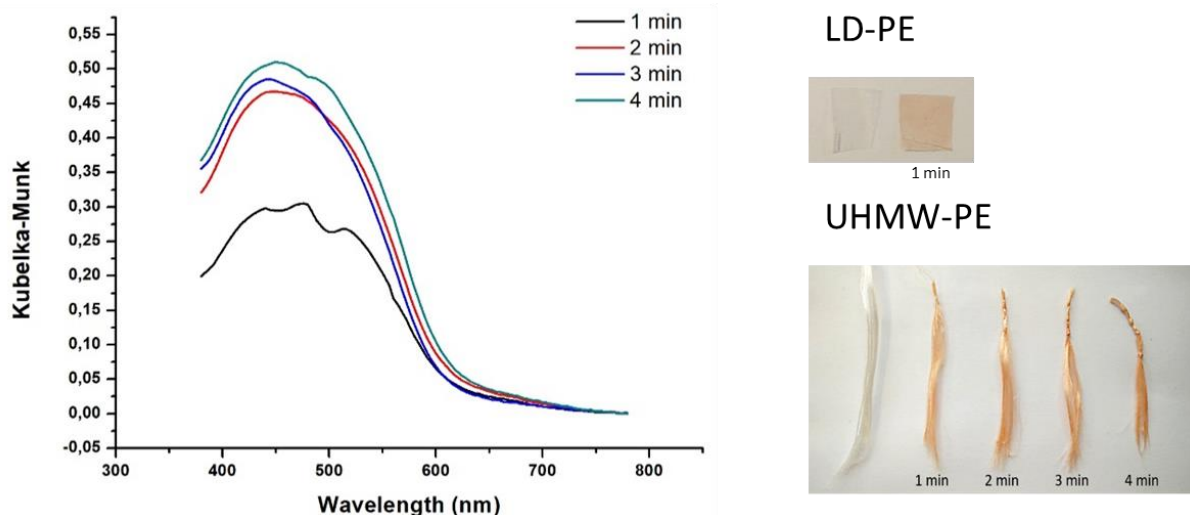 0,55
0,50
0,45
0,40
0,35
0,30
0,25
0,20
0,15
0,10
0,05
0,00
-0,05
Kubelka-Munk
300
400
500
600
700
800
Wavelength (nm)
1 min
2 min
3 min
4 min
LD-PE
1 min
UHMW-PE
1 min
2 min
3 min
4 min